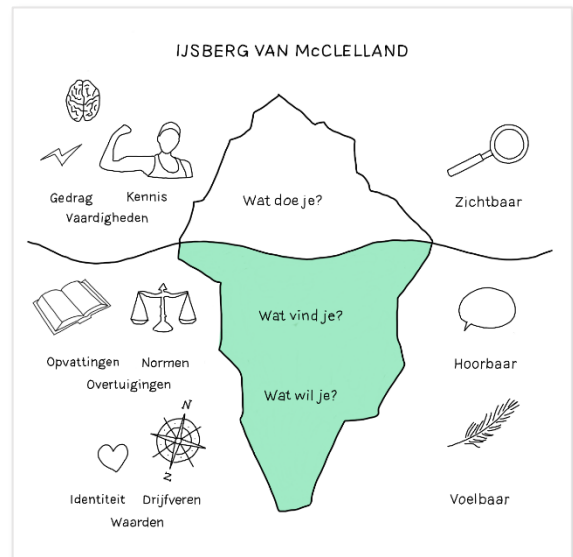 IJSBERG VAN McCLELLAND
Gedrag Kennis
Vaardigheden
Wat doe je?
Zichtbaar
Wat vind je?
Opvattingen Normen
Overtuigingen
Hoorbaar
Wat wil je?
N
Z
Identiteit Drijfveren
Waarden
Voelbaar